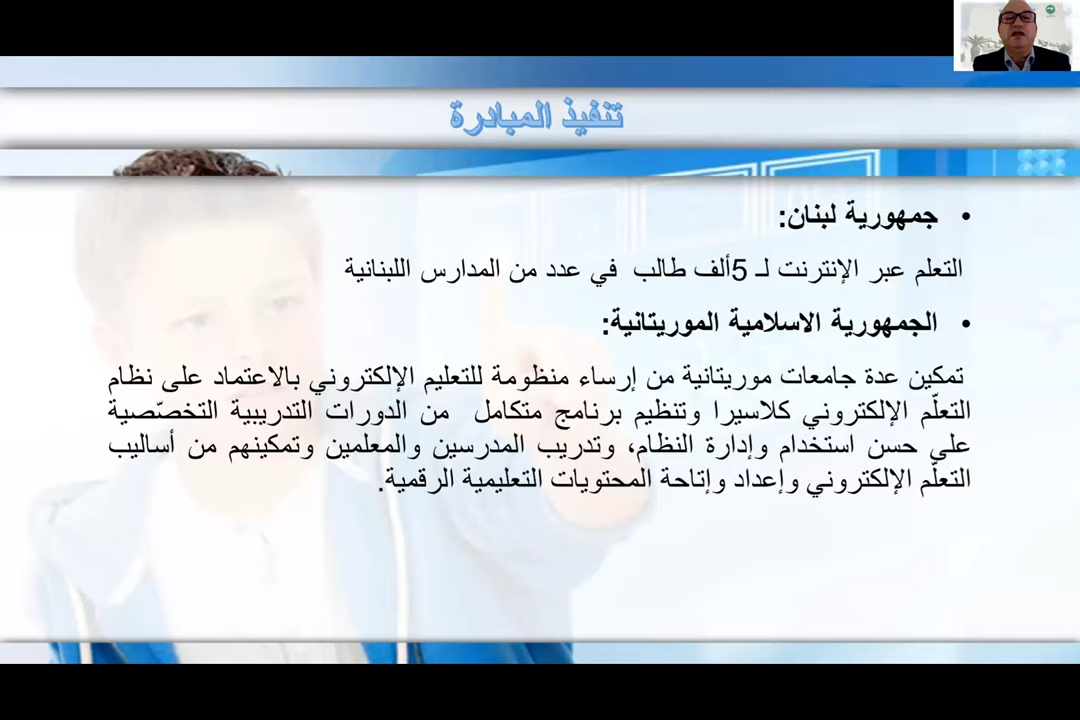 تنفيذ المبادرة
• جمهورية لبنان:
التعلم عبر الإنترنت لـ 5ألف طالب في عدد من المدارس اللبنانية
• الجمهورية الاسلامية الموريتانية:
تمكين عدة جامعات موريتانية من إرساء منظومة للتعليم الإلكتروني بالاعتماد على نظام
التعلّم الإلكتروني كلاسيرا وتنظيم برنامج متكامل من الدورات التدريبية التخصّصية
على حسن استخدام وإدارة النظام، وتدريب المدرسين والمعلمين وتمكينهم من أساليب
التعلّم الإلكتروني وإعداد وإتاحة المحتويات التعليمية الرقمية.